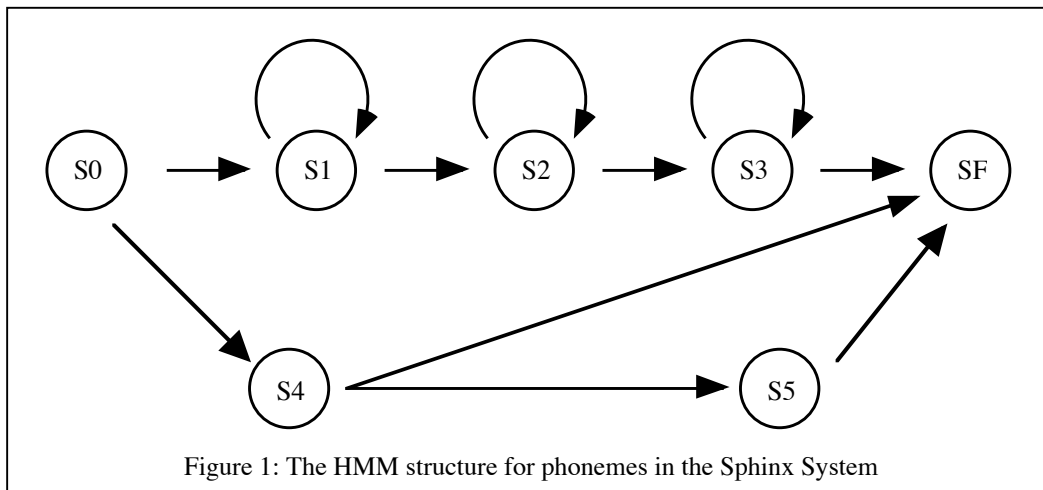 S0 S1 S2 S3 SF
S4 S5
Figure 1: The HMM structure for phonemes in the Sphinx System